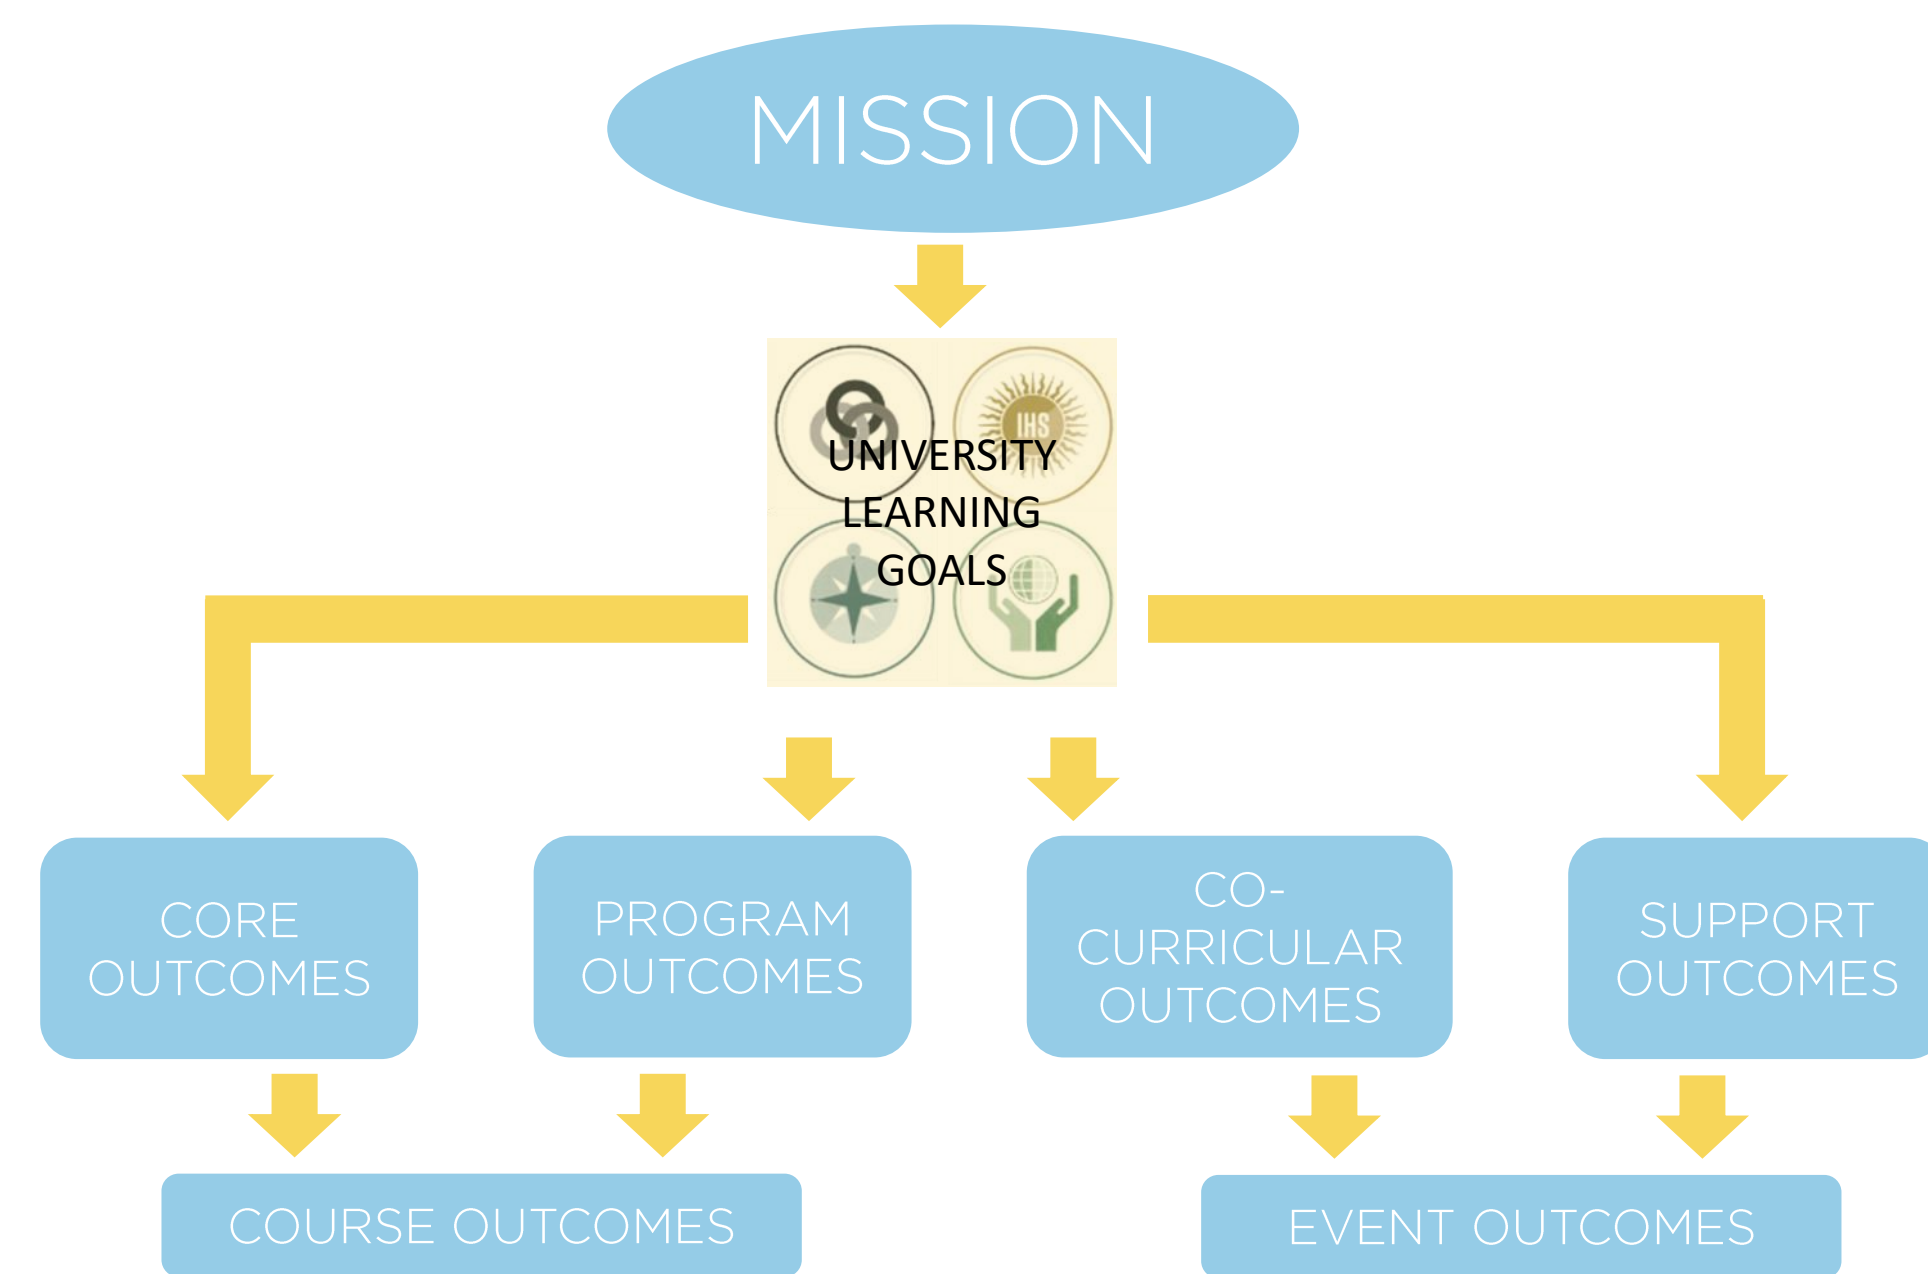 MISSION
IHS
UNIVERSITY
LEARNING
GOALS
CORE
OUTCOMES
PROGRAM
OUTCOMES
CO-
CURRICULAR
OUTCOMES
SUPPORT
OUTCOMES
COURSE OUTCOMES
EVENT OUTCOMES